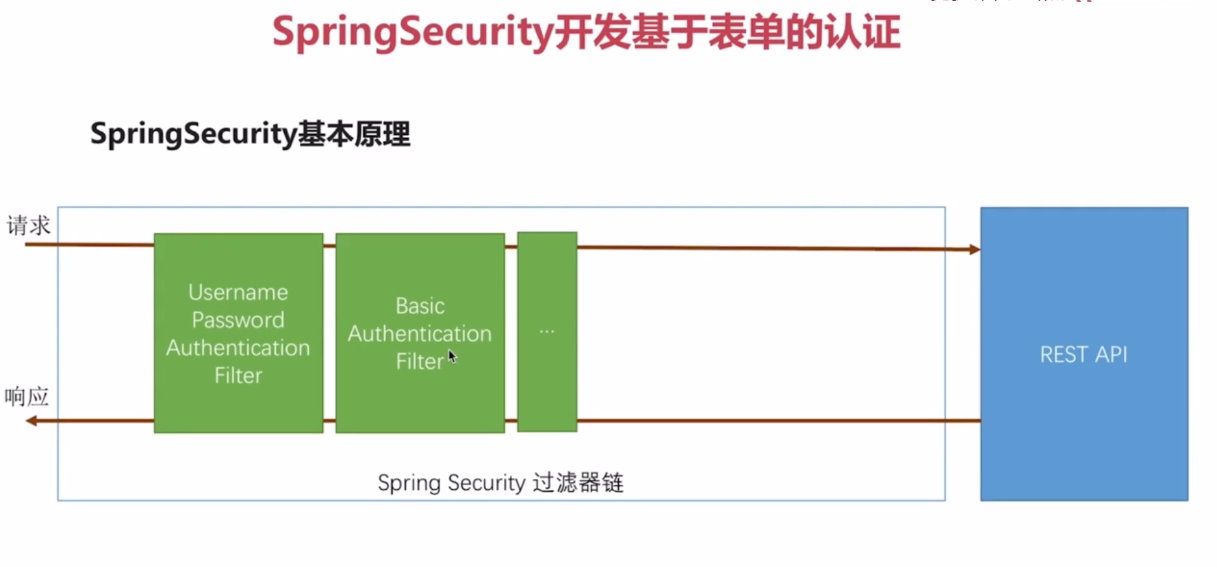 SpringSecurity开发基于表单的认证
SpringSecurity基本原理
请求
Username
Password
Authentication
Filter
Basic
Authentication
Filter
...
REST API
响应
Spring Security 过滤器链